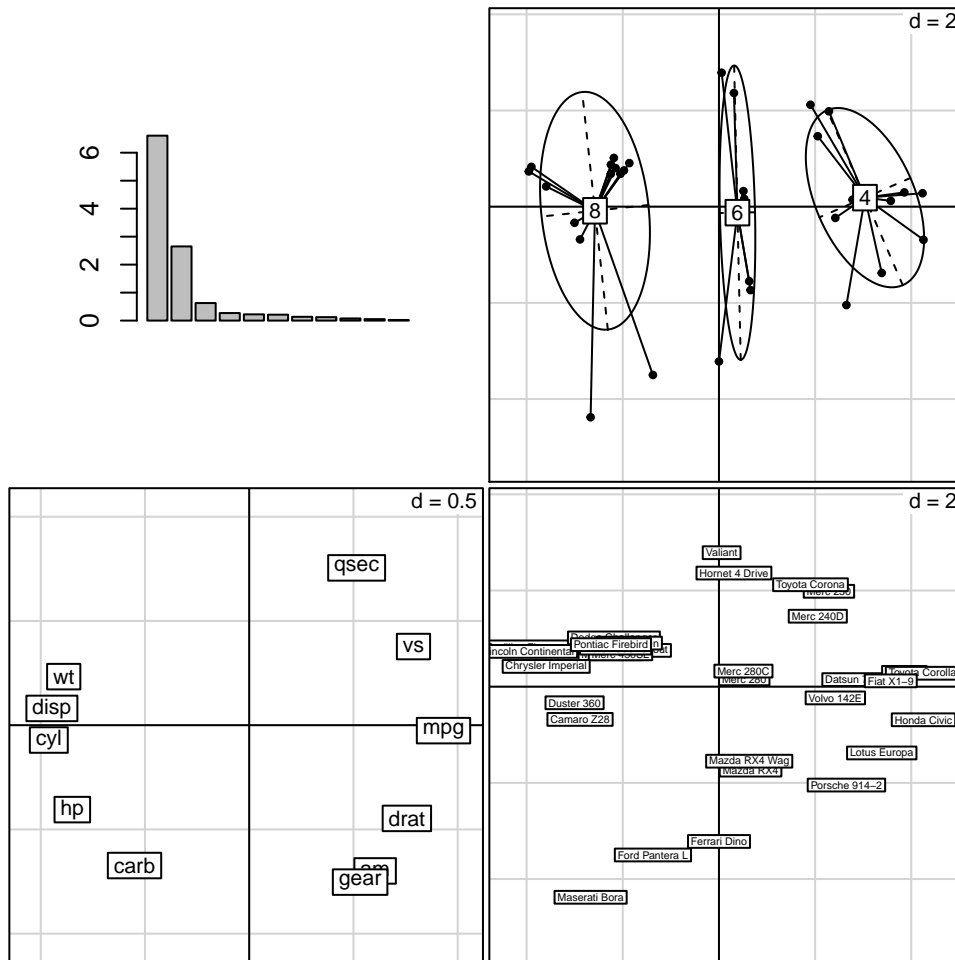 0 2 4 6
d = 2
8
6
4
d = 0.5
qsec
vs
wt
disp
cyl
mpg
hp
drat
carb
gear
d = 2
Valiant
Hornet 4 Drive
Toyota Corona
Merc 240D
Pontiac Firebird
Lincoln Continental
Chrysler Imperial
Merc 280C
Merc 280
Datsun
Toyota Corolla
Fiat X1−9
Volvo 142E
Duster 360
Camaro Z28
Honda Civic
Lotus Europa
Mazda RX4 Wag
Mazda RX4
Porsche 914−2
Ferrari Dino
Ford Pantera L
Maserati Bora